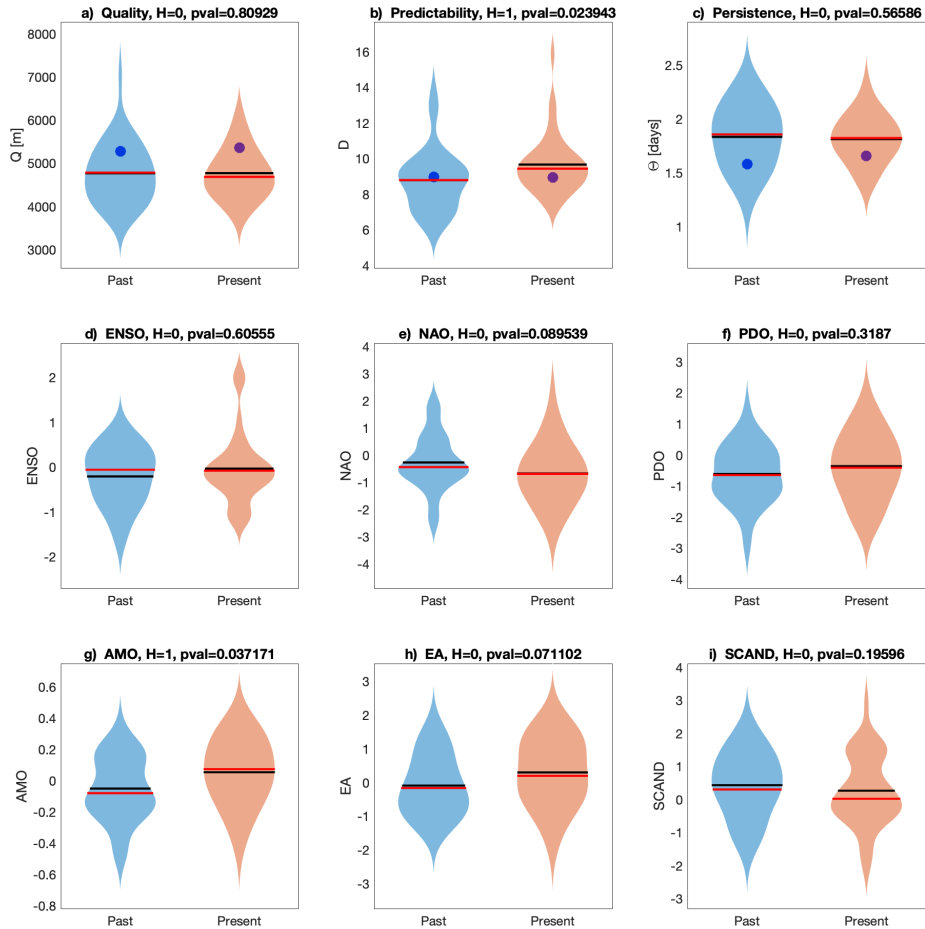 a) Quality, H=0, pval=0.80929
8000
7000
6000
5000
4000
3000
Q [m]
Past Present
b) Predictability, H=1, pval=0.023943
16
14
12
10
8
6
4
D
Past Present
c) Persistence, H=0, pval=0.56586
2.5
2
1.5
1
Θ [days]
Past Present
d) ENSO, H=0, pval=0.60555
2
1
0
-1
-2
ENSO
Past Present
e) NAO, H=0, pval=0.089539
4
3
2
1
0
-1
-2
-3
-4
NAO
Past Present
f) PDO, H=0, pval=0.3187
3
2
1
0
-1
-2
-3
-4
PDO
Past Present
g) AMO, H=1, pval=0.037171
0.6
0.4
0.2
0
-0.2
-0.4
-0.6
-0.8
AMO
Past Present
h) EA, H=0, pval=0.071102
3
2
1
0
-1
-2
-3
EA
Past Present
i) SCAND, H=0, pval=0.19596
4
3
2
1
0
-1
-2
-3
SCAND
Past Present